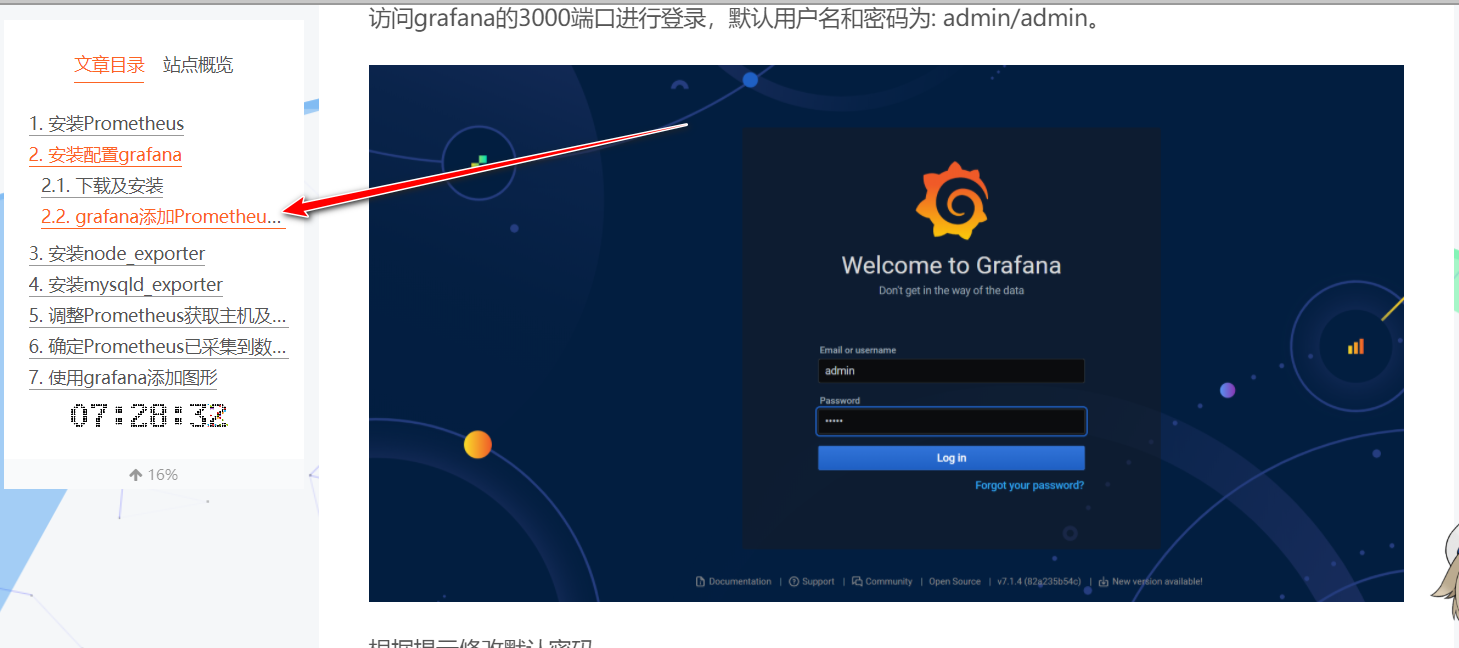 访问grafana的3000端口进行登录，默认用户名和密码为: admin/admin。
文章目录 站点概览
1. 安装Prometheus
2. 安装配置grafana
2.1. 下载及安装
2.2. grafana添加Prometheu...
3. 安装node_exporter
4. 安装mysqld_exporter
5. 调整Prometheus获取主机及...
6. 确定Prometheus已采集到数...
7. 使用grafana添加图形
07:28:32
16%
Welcome to Grafana
Don't get in the way of the data
Email or username
admin
Password
•••••
Log in
Forgot your password?
Documentation | Support | Community | Open Source | v7.1.4 (82g235b54c) | New version available!
根据提示修改默认密码